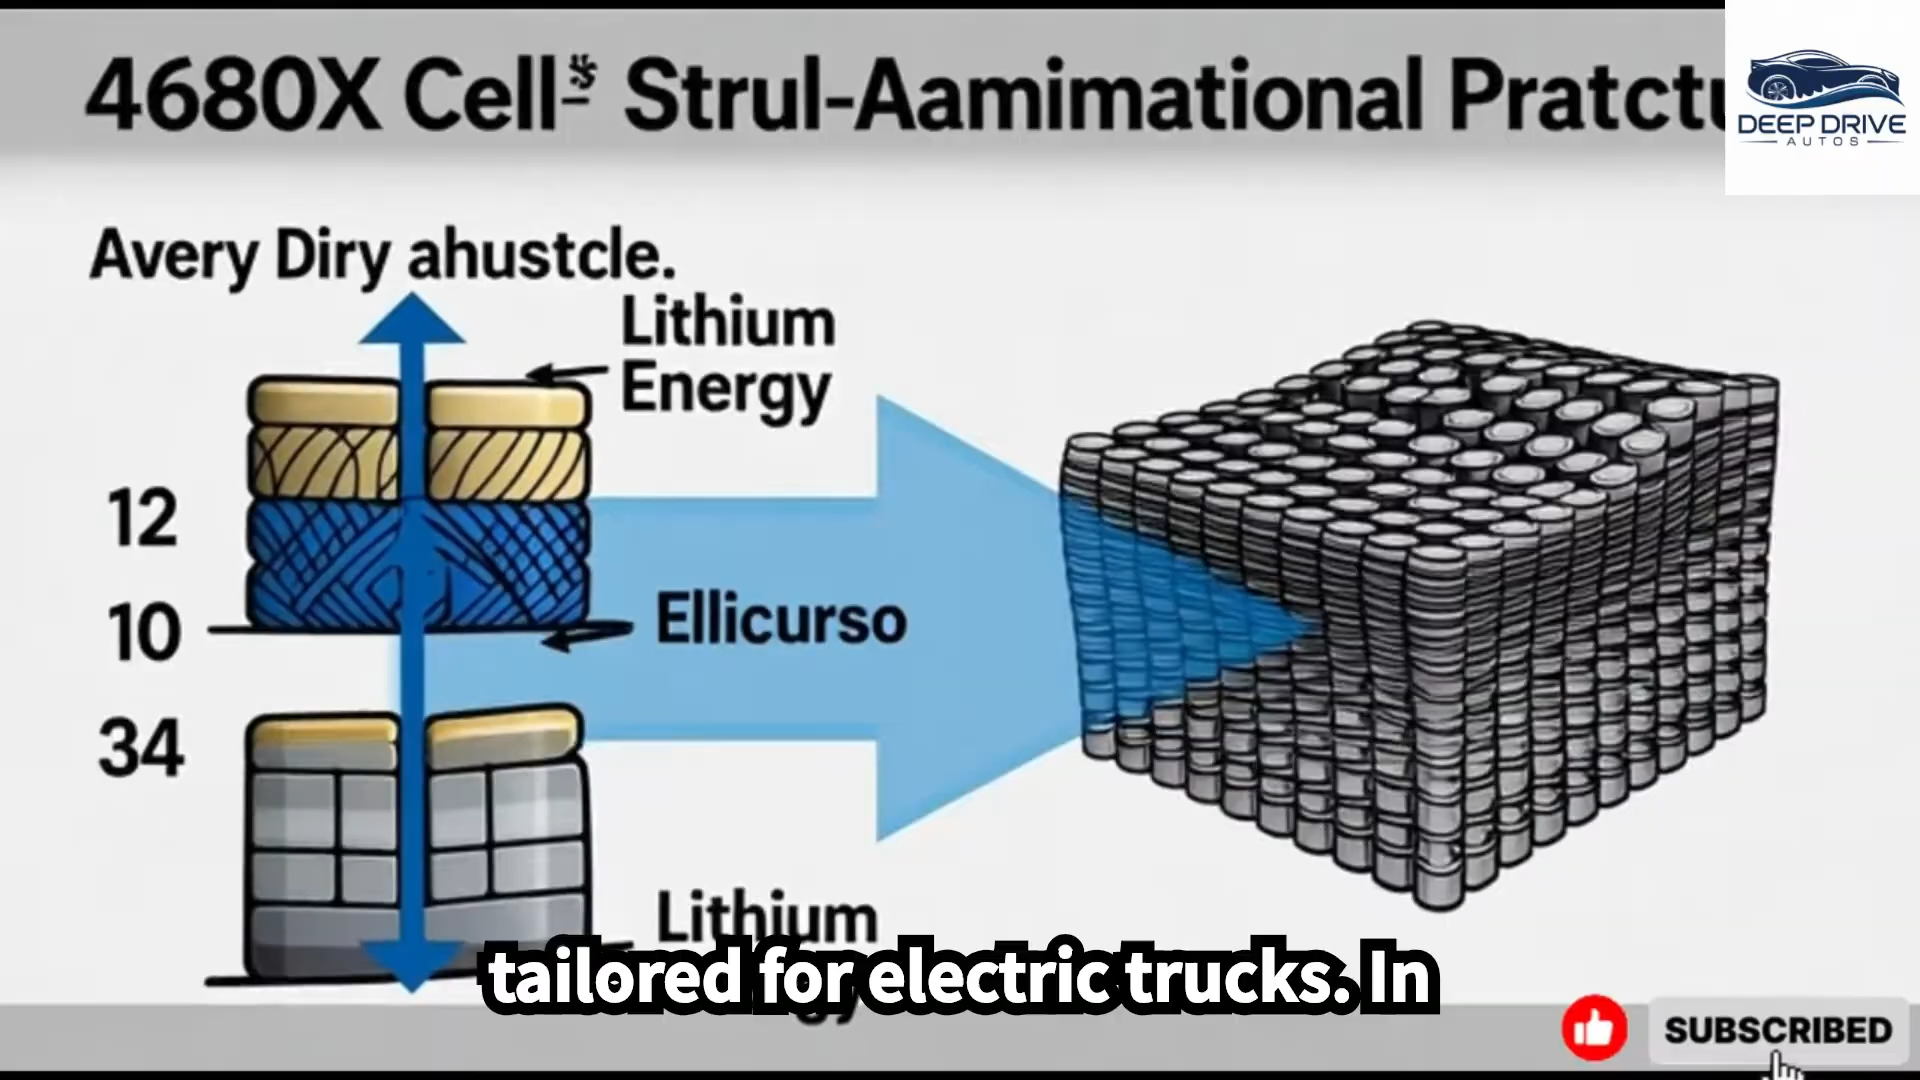 4680X Cell Strul-Aamimational Pratctu
DEEP DRIVE
AUTOS
Avery Diry ahustcle.
Lithium
Energy
12
10
Ellicurso
34
Lithium
tailored for electric trucks. In
SUBSCRIBED